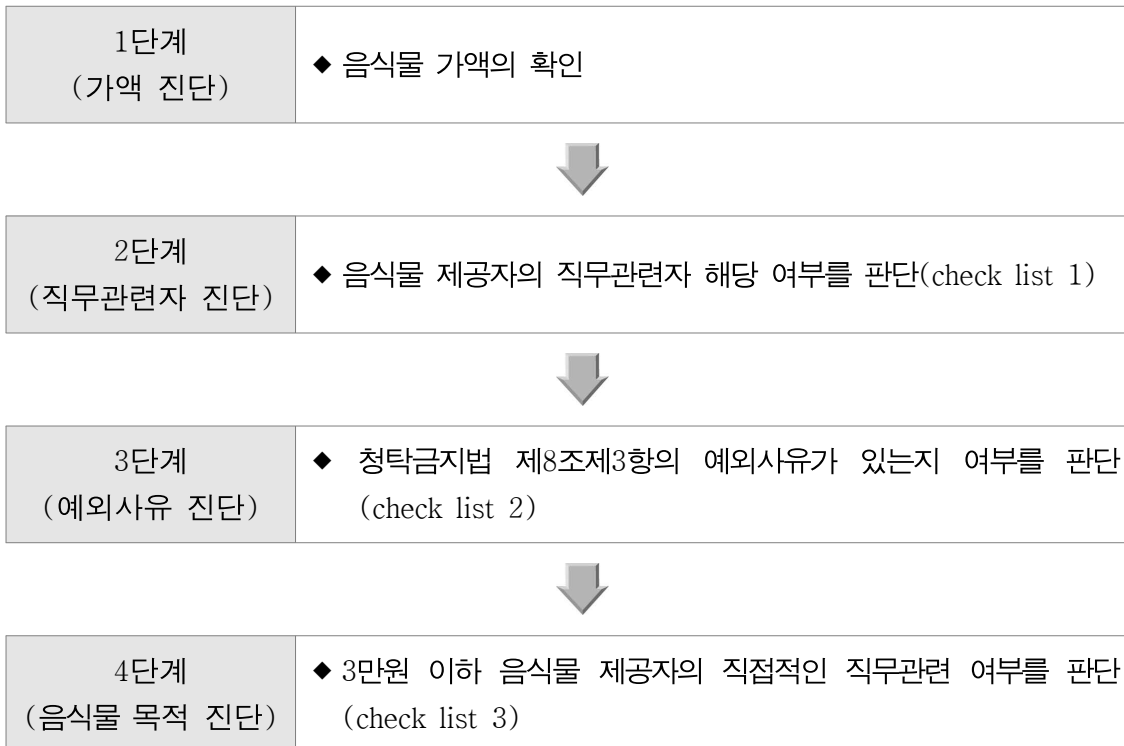 1단계
(가액 진단)
◆ 음식물 가액의 확인
2단계
(직무관련자 진단)
◆ 음식물 제공자의 직무관련자 해당 여부를 판단(check list 1)
3단계
(예외사유 진단)
◆ 청탁금지법 제8조제3항의 예외사유가 있는지 여부를 판단
(check list 2)
4단계
(음식물 목적 진단)
◆ 3만원 이하 음식물 제공자의 직접적인 직무관련 여부를 판단
(check list 3)